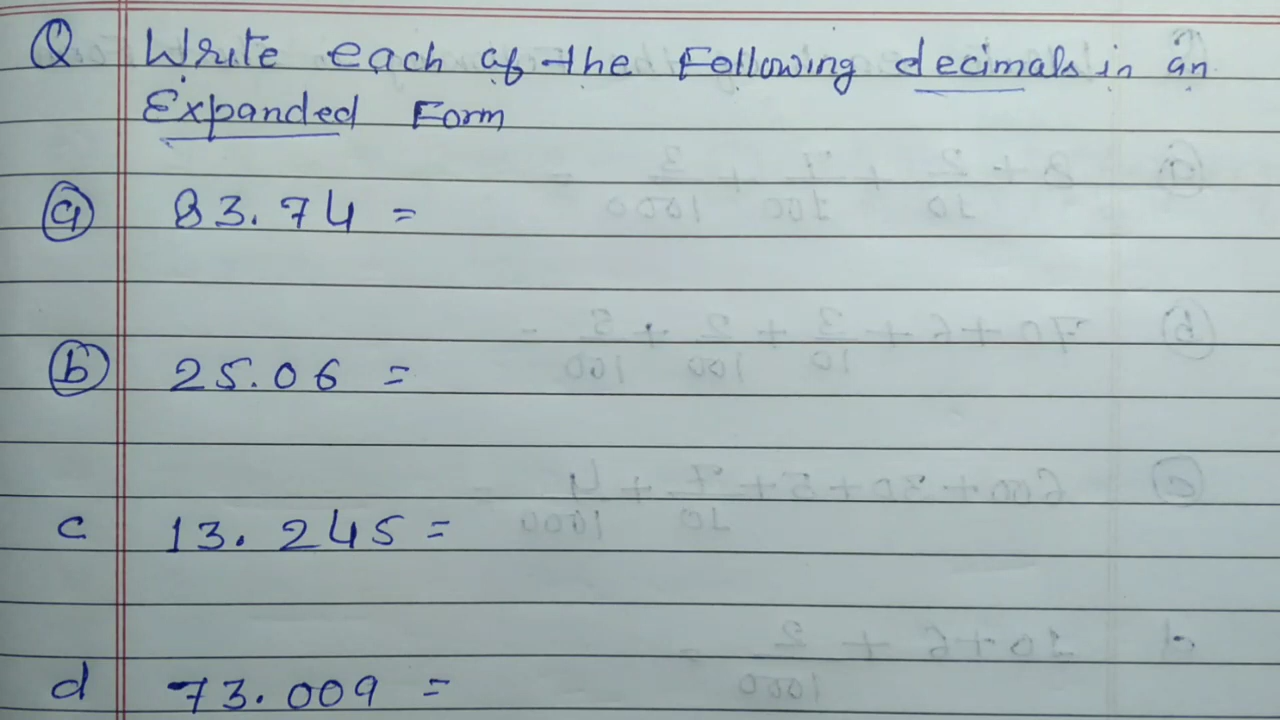 Q Write each of the Following decimals in an
Expanded Form
a 83.74 =
b 25.06 =
c 13.245 =
d 73.009 =